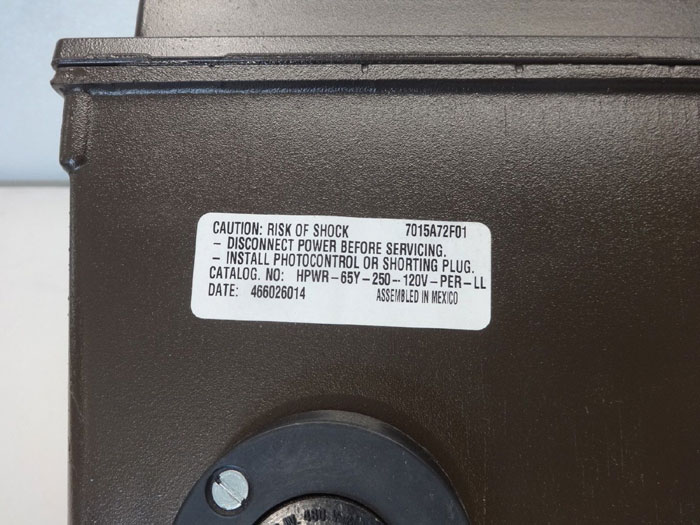 CAUTION: RISK OF SHOCK 7015A72F01
- DISCONNECT POWER BEFORE SERVICING.
- INSTALL PHOTOCONTROL OR SHORTING PLUG.
CATALOG. NO: HPWR-65Y-250--120V-PER-LL
DATE: 466026014 ASSEMBLED IN MEXICO
480 V